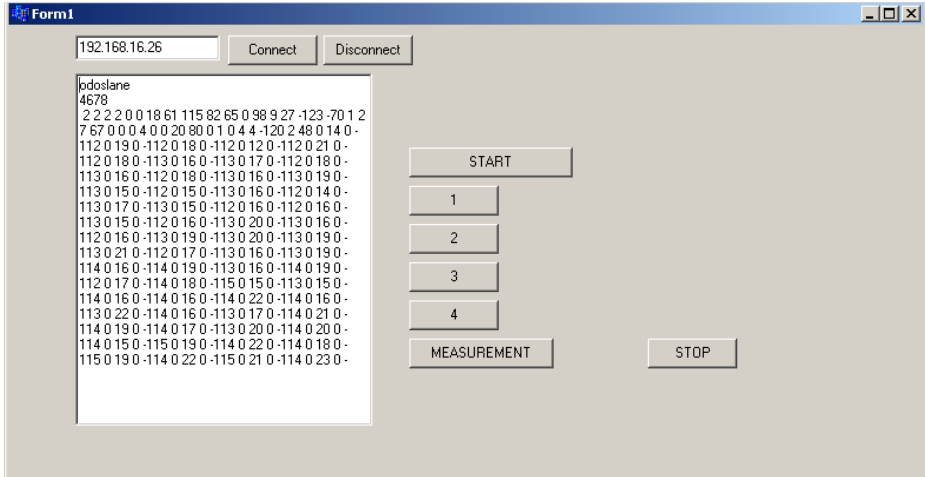 Form1
192.168.16.26
Connect
Disconnect
odoslane
4678
2 2 2 2 0 0 18 61 115 82 65 0 98 9 27 -123 -70 1 2
7 67 0 0 0 4 0 0 20 80 0 1 0 4 4 -120 2 48 0 14 0 -
112 0 19 0 -112 0 18 0 -112 0 12 0 -112 0 21 0 -
112 0 18 0 -113 0 16 0 -113 0 17 0 -112 0 18 0 -
113 0 16 0 -112 0 18 0 -113 0 16 0 -113 0 19 0 -
113 0 15 0 -112 0 15 0 -113 0 16 0 -112 0 14 0 -
113 0 17 0 -113 0 15 0 -112 0 16 0 -112 0 16 0 -
113 0 15 0 -112 0 16 0 -113 0 20 0 -113 0 16 0 -
112 0 16 0 -113 0 19 0 -113 0 20 0 -113 0 19 0 -
113 0 21 0 -112 0 17 0 -113 0 16 0 -113 0 19 0 -
114 0 16 0 -114 0 19 0 -113 0 16 0 -114 0 19 0 -
112 0 17 0 -114 0 18 0 -115 0 15 0 -113 0 15 0 -
114 0 16 0 -114 0 16 0 -114 0 22 0 -114 0 16 0 -
113 0 22 0 -114 0 16 0 -113 0 17 0 -114 0 21 0 -
114 0 19 0 -114 0 17 0 -113 0 20 0 -114 0 20 0 -
114 0 15 0 -115 0 19 0 -114 0 22 0 -114 0 18 0 -
115 0 19 0 -114 0 22 0 -115 0 21 0 -114 0 23 0 -
START
1
2
3
4
MEASUREMENT
STOP